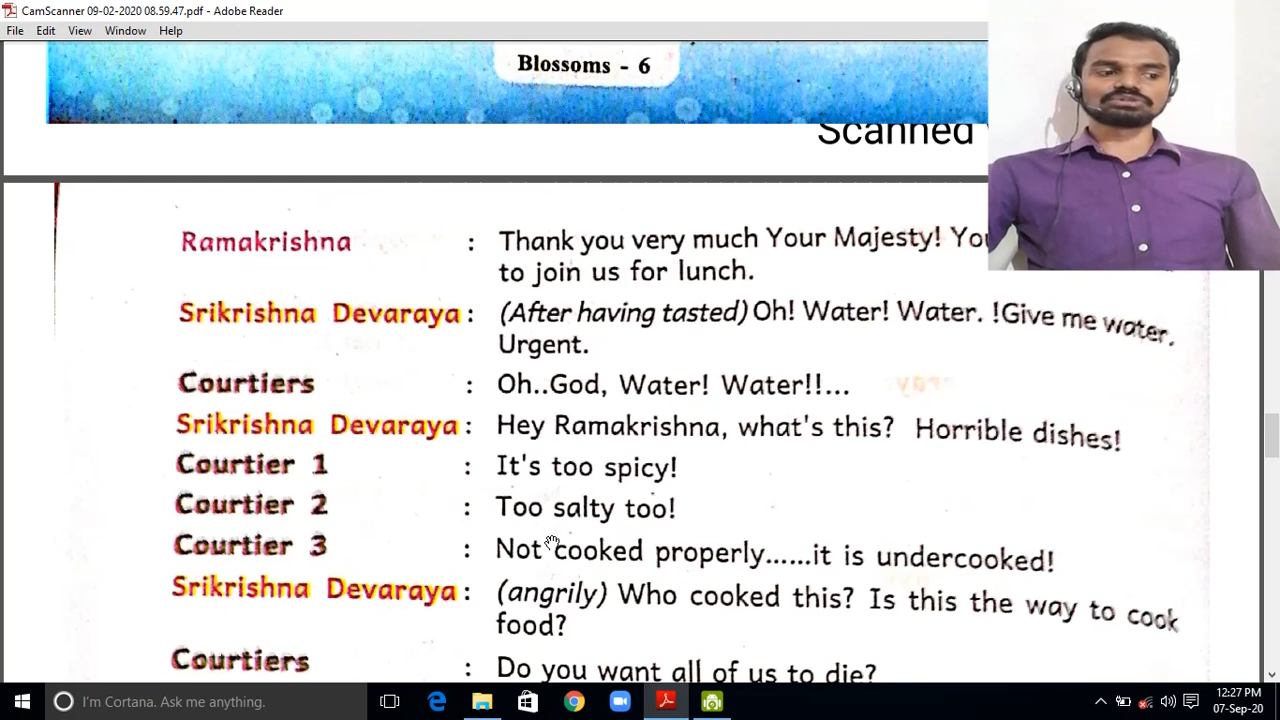 CamScanner 09-02-2020 08.59.47.pdf - Adobe Reader
File Edit View Window Help
Blossoms - 6
Scanned
Ramakrishna : Thank you very much Your Majesty!
to join us for lunch.
Srikrishna Devaraya : (After having tasted) Oh! Water! Water. !Give me water.
Urgent.
Courtiers : Oh..God, Water! Water!!...
Srikrishna Devaraya : Hey Ramakrishna, what's this? Horrible dishes!
Courtier 1 : It's too spicy!
Courtier 2 : Too salty too!
Courtier 3 : Not cooked properly......it is undercooked!
Srikrishna Devaraya : (angrily) Who cooked this? Is this the way to cook
food?
Courtiers : Do you want all of us to die?
I'm Cortana. Ask me anything.
12:27 PM
07-Sep-20